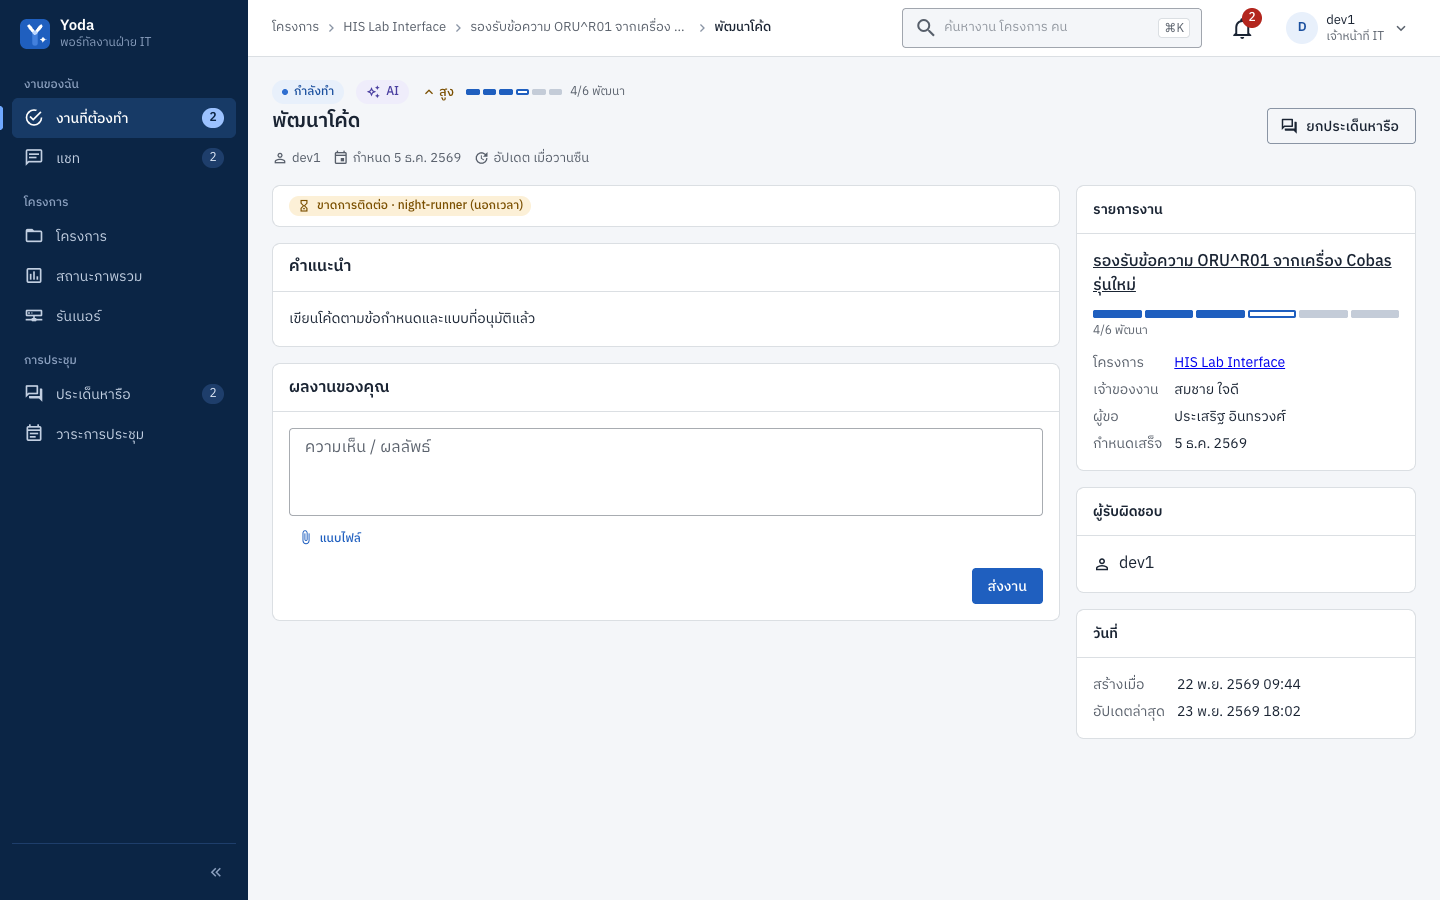 Yoda
พอร์ทัลงานฝ่าย IT
งานของฉัน
งานที่ต้องทำ 2
แชท 2
โครงการ
โครงการ
สถานะภาพรวม
รันเนอร์
การประชุม
ประเด็นหารือ 2
วาระการประชุม
โครงการ HIS Lab Interface รองรับข้อความ ORU^R01 จากเครื่อง ... พัฒนาโค้ด
ค้นหางาน โครงการ คน ⌘K
2
D
dev1
เจ้าหน้าที่ IT
กำลังทำ AI สูง 4/6 พัฒนา
พัฒนาโค้ด
ยกประเด็นหารือ
dev1 กำหนด 5 ธ.ค. 2569 อัปเดต เมื่อวานซืน
ขาดการติดต่อ · night-runner (นอกเวลา)
คำแนะนำ
เขียนโค้ดตามข้อกำหนดและแบบที่อนุมัติแล้ว
ผลงานของคุณ
ความเห็น / ผลลัพธ์
แนบไฟล์
ส่งงาน
รายการงาน
รองรับข้อความ ORU^R01 จากเครื่อง Cobas
รุ่นใหม่
4/6 พัฒนา
โครงการ HIS Lab Interface
เจ้าของงาน สมชาย ใจดี
ผู้ขอ ประเสริฐ อินทรวงศ์
กำหนดเสร็จ 5 ธ.ค. 2569
ผู้รับผิดชอบ
dev1
วันที่
สร้างเมื่อ 22 พ.ย. 2569 09:44
อัปเดตล่าสุด 23 พ.ย. 2569 18:02